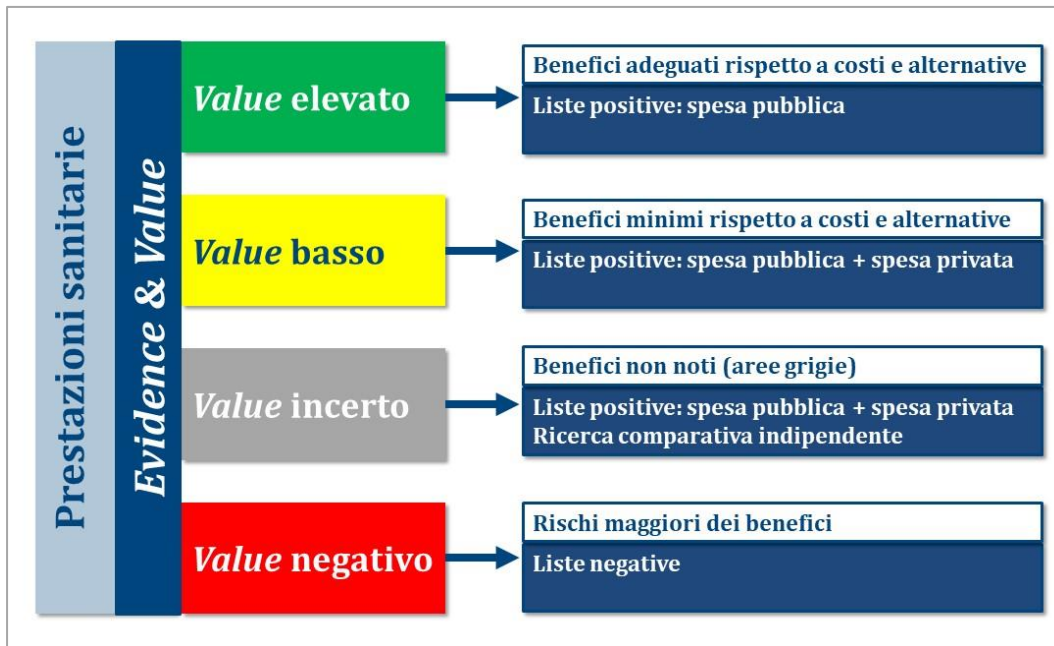 Prestazioni sanitarie
Evidence & Value
Value elevato
Benefici adeguati rispetto a costi e alternative
Liste positive: spesa pubblica
Value basso
Benefici minimi rispetto a costi e alternative
Liste positive: spesa pubblica + spesa privata
Value incerto
Benefici non noti (aree grigie)
Liste positive: spesa pubblica + spesa privata
Ricerca comparativa indipendente
Value negativo
Rischi maggiori dei benefici
Liste negative